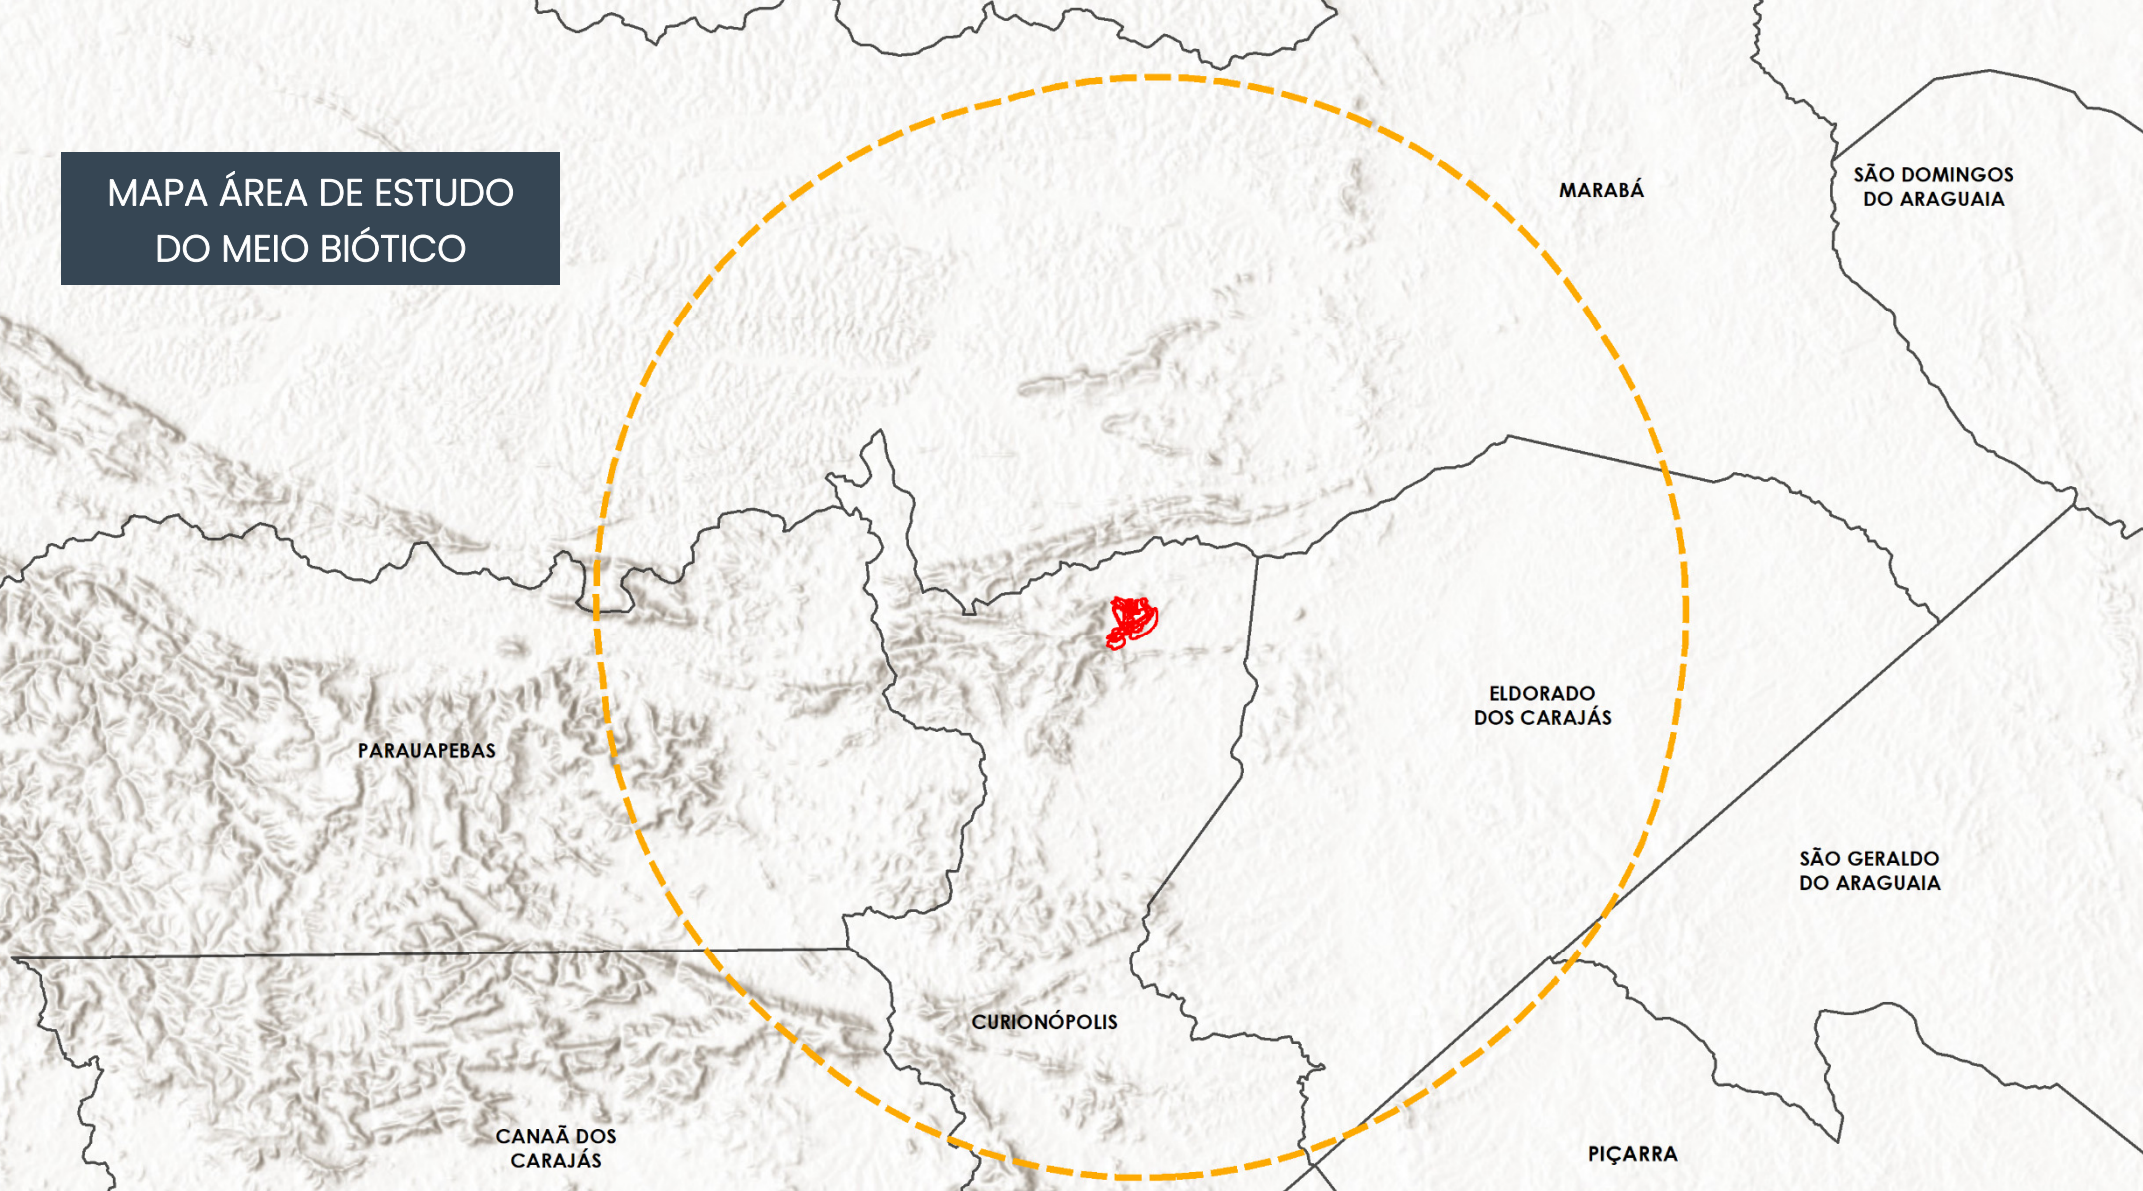 MAPA ÁREA DE ESTUDO
DO MEIO BIÓTICO
MARABÁ
SÃO DOMINGOS
DO ARAGUAIA
ELDORADO
DOS CARAJÁS
PARAUAPEBAS
SÃO GERALDO
DO ARAGUAIA
CURIONÓPOLIS
CANAÃ DOS
CARAJÁS
PIÇARRA